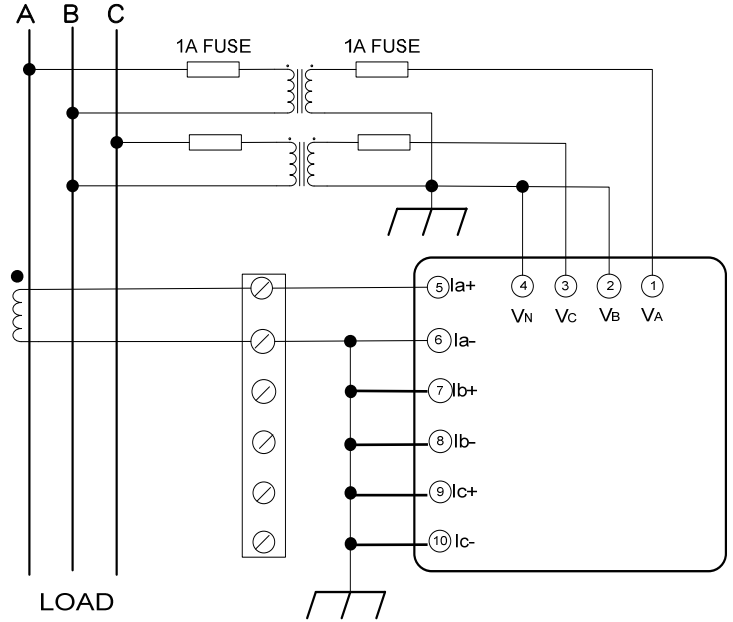 A B C
1A FUSE 1A FUSE
5 Ia+ 4 3 2 1
VN VC VB VA
6 Ia-
7 Ib+
8 Ib-
9 Ic+
10 Ic-
LOAD